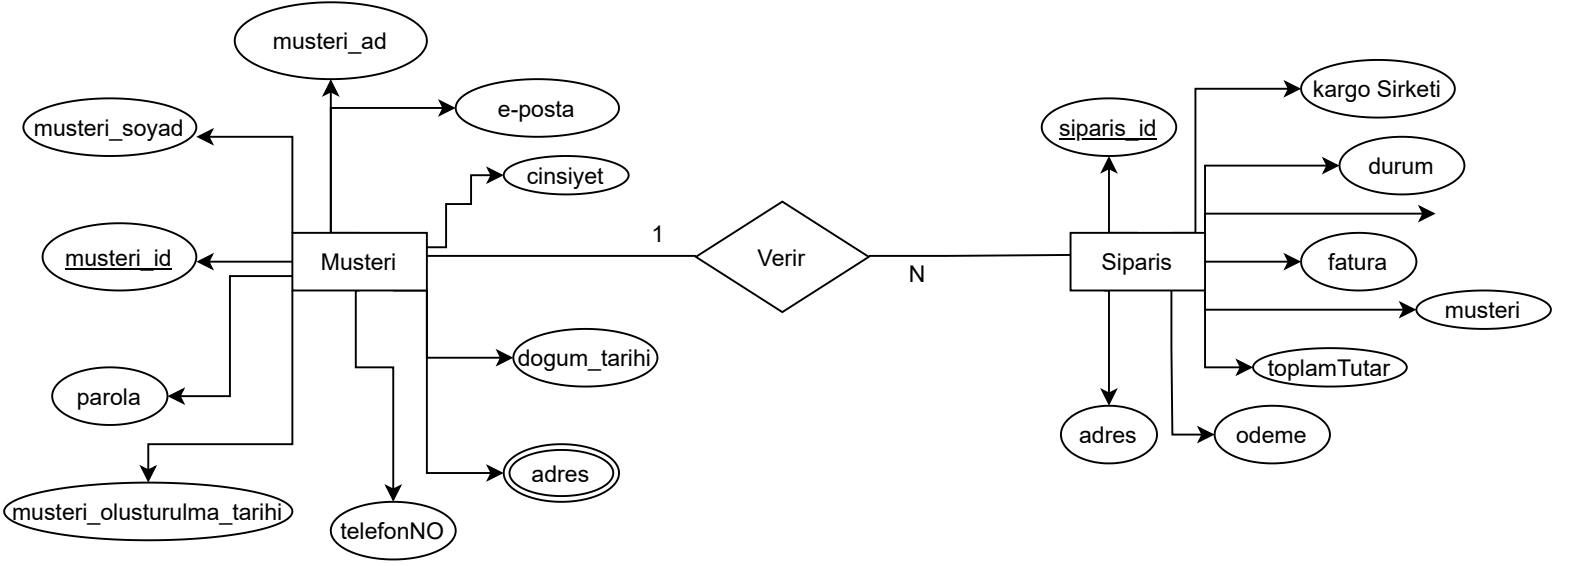 musteri_ad
e-posta
musteri_soyad
cinsiyet
musteri_id
Musteri
parola
dogum_tarihi
adres
musteri_olusturulma_tarihi
telefonNO
1
Verir
N
siparis_id
kargo Sirketi
durum
Siparis
fatura
musteri
toplamTutar
adres
odeme